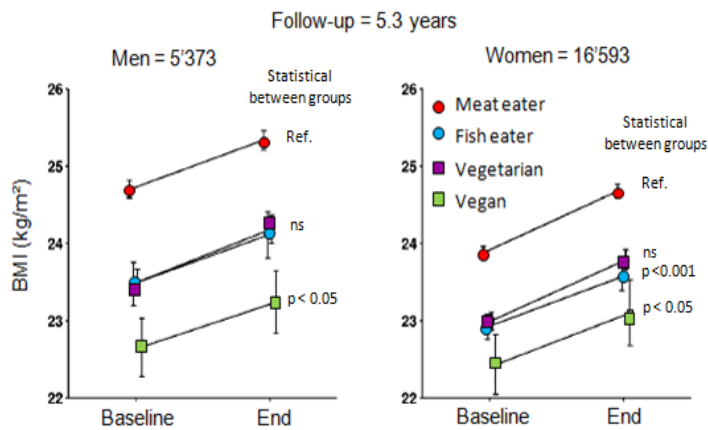 Follow-up = 5.3 years
Men = 5'373
Statistical
between groups
BMI (kg/m²)
26
25
24
23
22
Ref.
ns
p< 0.05
Baseline
End
Women = 16'593
26
25
24
23
22
Meat eater
Fish eater
Vegetarian
Vegan
Statistical
between groups
Ref.
ns
p<0.001
p< 0.05
Baseline
End